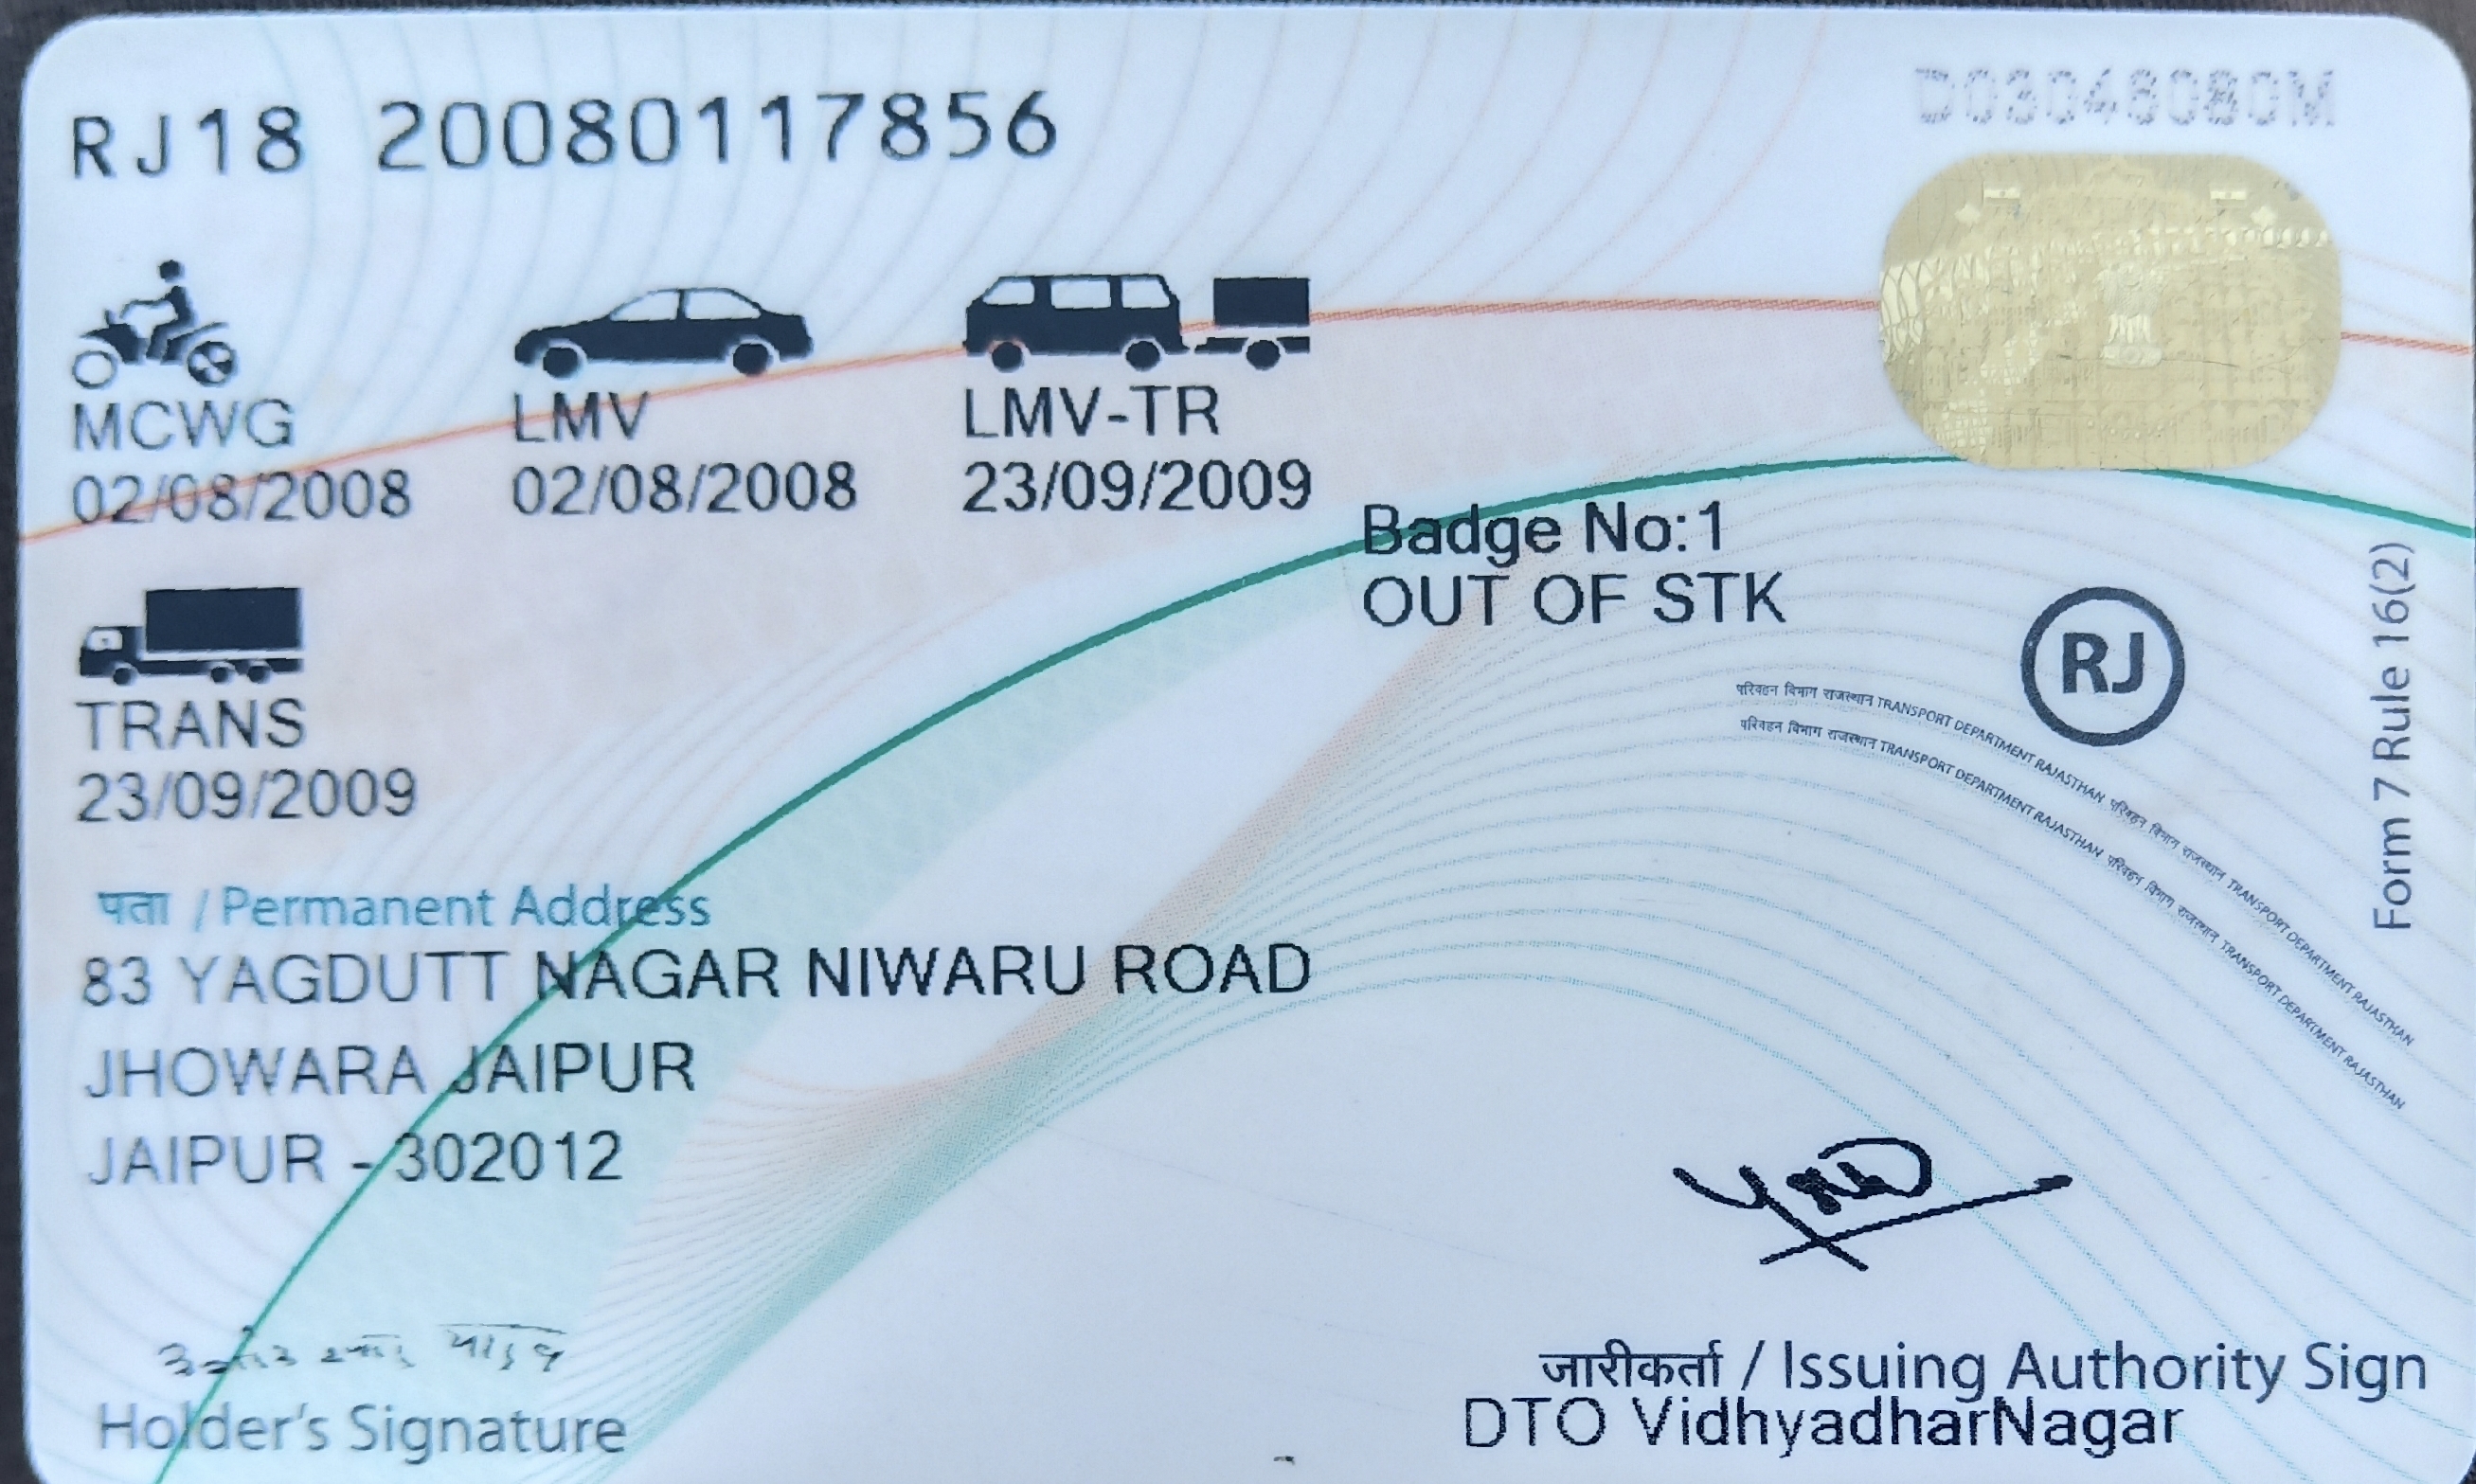 RJ18 20080117856
D03048080M
MCWG
02/08/2008
LMV
02/08/2008
LMV-TR
23/09/2009
Badge No:1
OUT OF STK
TRANS
23/09/2009
RJ
Form 7 Rule 16(2)
परिवहन विभाग राजस्थान TRANSPORT DEPARTMENT RAJASTHAN परिवहन विभाग राजस्थान TRANSPORT DEPARTMENT RAJASTHAN
परिवहन विभाग राजस्थान TRANSPORT DEPARTMENT RAJASTHAN परिवहन विभाग राजस्थान TRANSPORT DEPARTMENT RAJASTHAN
पता / Permanent Address
83 YAGDUTT NAGAR NIWARU ROAD
JHOWARA JAIPUR
JAIPUR - 302012
Holder's Signature
जारीकर्ता / Issuing Authority Sign
DTO VidhyadharNagar